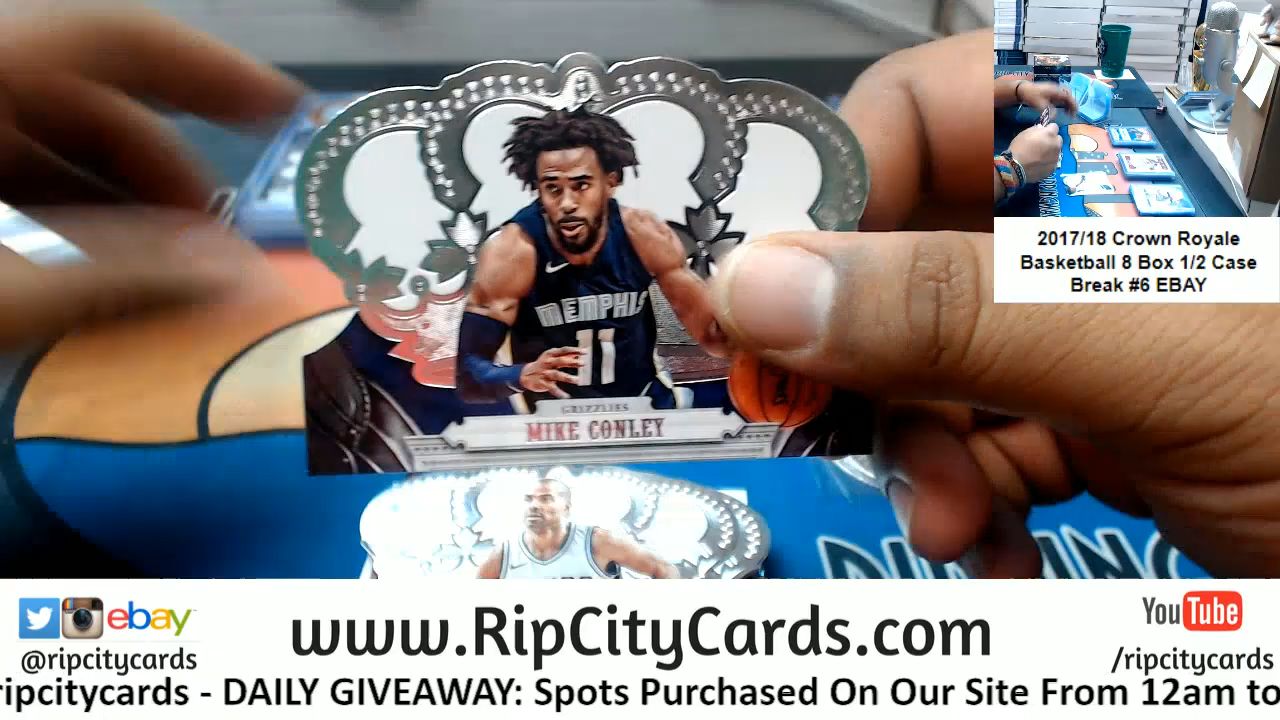 MEMPHIS
11
GRIZZLIES
MIKE CONLEY
2017/18 Crown Royale
Basketball 8 Box 1/2 Case
Break #6 EBAY
ebay
@ripcitycards
www.RipCityCards.com
YouTube
/ripcitycards
ripcitycards - DAILY GIVEAWAY: Spots Purchased On Our Site From 12am to